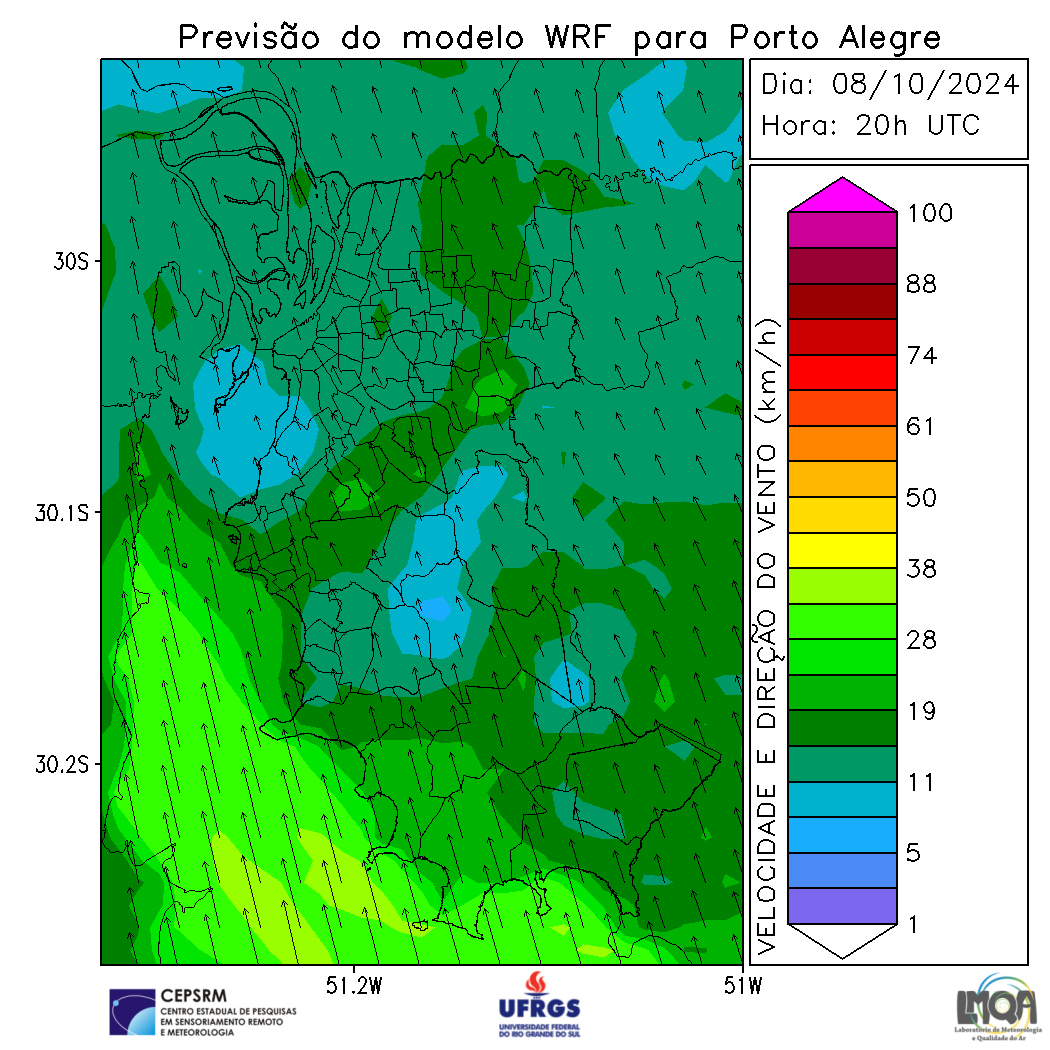 Previsão do modelo WRF para Porto Alegre
Dia: 08/10/2024
Hora: 20h UTC
30S
30.1S
30.2S
51.2W
51W
VELOCIDADE E DIREÇÃO DO VENTO (km/h)
100
88
74
61
50
38
28
19
11
5
1
CEPSRM
CENTRO ESTADUAL DE PESQUISAS
EM SENSORIAMENTO REMOTO
E METEOROLOGIA
UFRGS
UNIVERSIDADE FEDERAL
DO RIO GRANDE DO SUL
LMQA
Laboratório de Meteorologia
e Qualidade do Ar